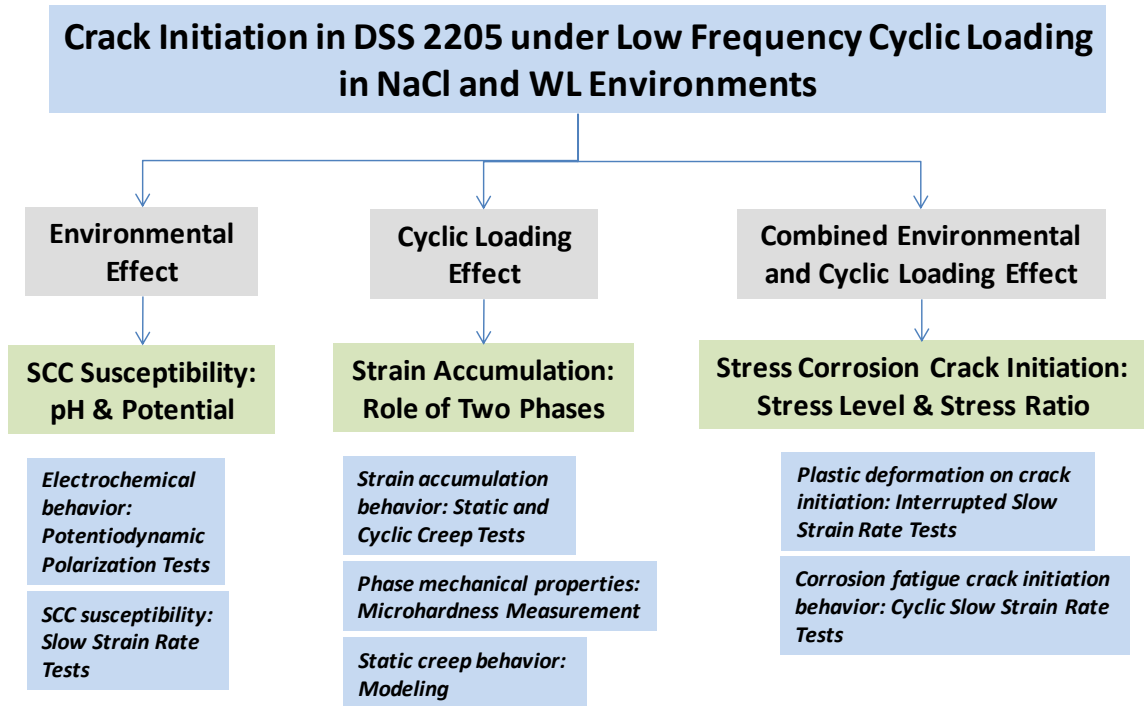 Crack Initiation in DSS 2205 under Low Frequency Cyclic Loading
in NaCl and WL Environments
Environmental
Effect
Cyclic Loading
Effect
Combined Environmental
and Cyclic Loading Effect
SCC Susceptibility:
pH & Potential
Strain Accumulation:
Role of Two Phases
Stress Corrosion Crack Initiation:
Stress Level & Stress Ratio
Electrochemical
behavior:
Potentiodynamic
Polarization Tests
SCC susceptibility:
Slow Strain Rate
Tests
Strain accumulation
behavior: Static and
Cyclic Creep Tests
Phase mechanical properties:
Microhardness Measurement
Static creep behavior:
Modeling
Plastic deformation on crack
initiation: Interrupted Slow
Strain Rate Tests
Corrosion fatigue crack initiation
behavior: Cyclic Slow Strain Rate
Tests